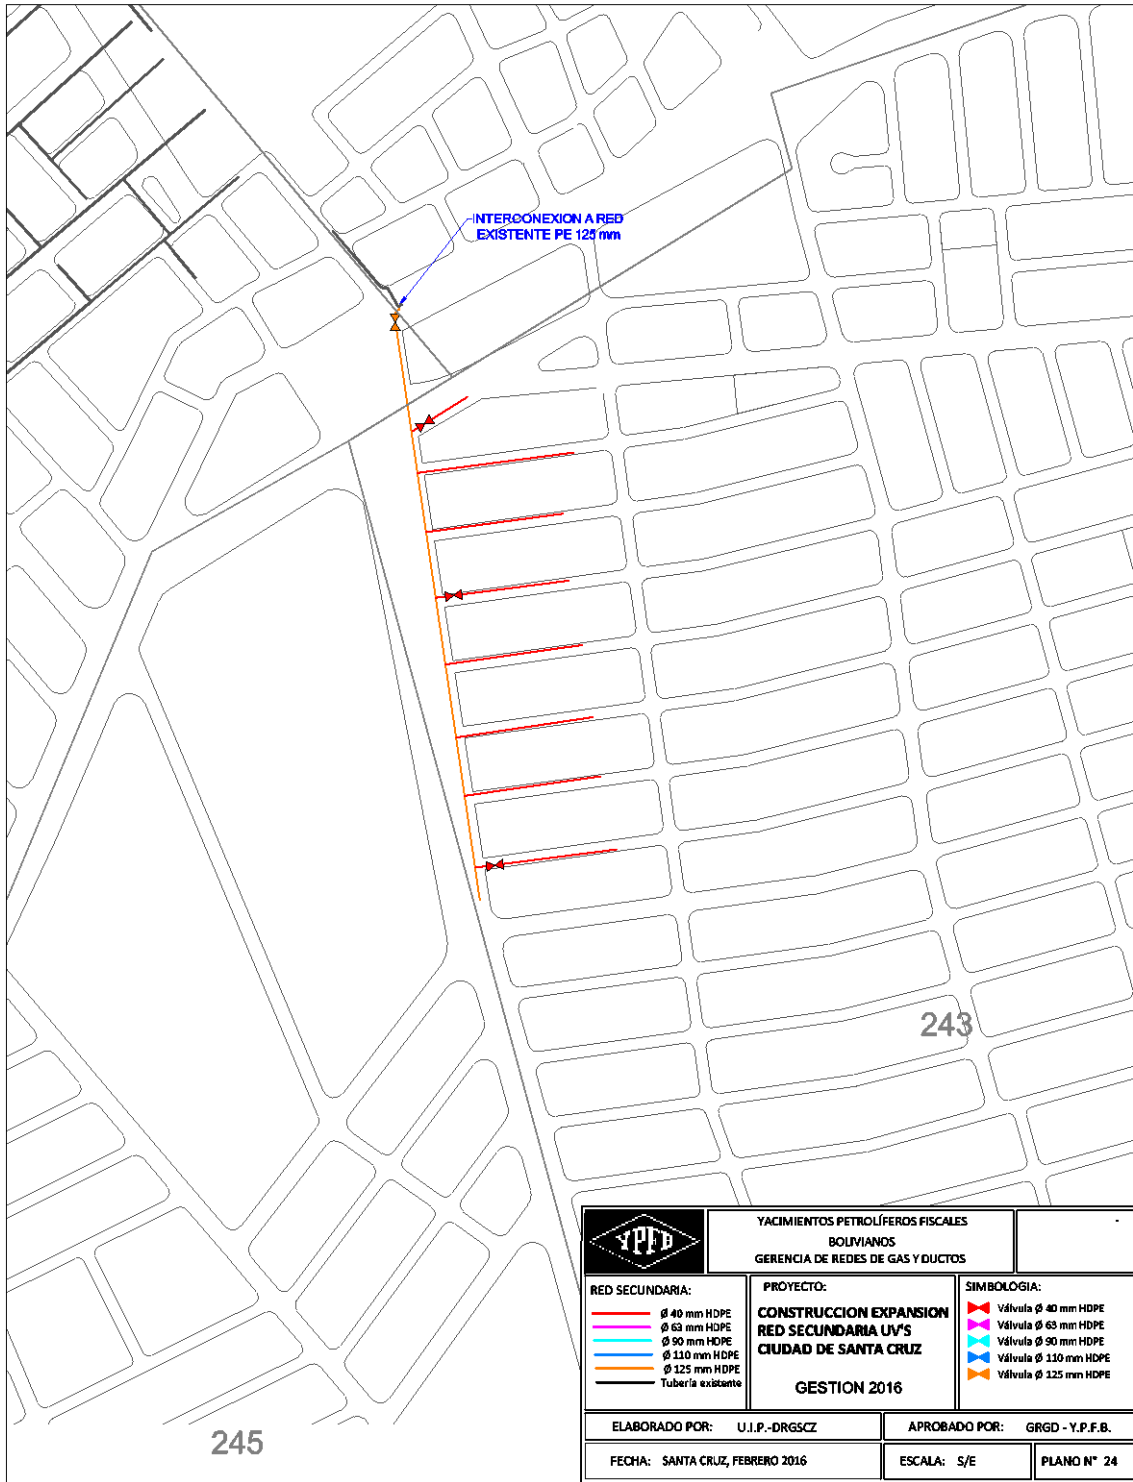 INTERCONEXION A RED
EXISTENTE PE 125 mm
243
245
YPFB
YACIMIENTOS PETROLÍFEROS FISCALES
BOLIVIANOS
GERENCIA DE REDES DE GAS Y DUCTOS
RED SECUNDARIA:
Ø 40 mm HDPE
Ø 63 mm HDPE
Ø 90 mm HDPE
Ø 110 mm HDPE
Ø 125 mm HDPE
Tubería existente
PROYECTO:
CONSTRUCCION EXPANSION
RED SECUNDARIA UV'S
CIUDAD DE SANTA CRUZ
GESTION 2016
SIMBOLOGIA:
Válvula Ø 40 mm HDPE
Válvula Ø 63 mm HDPE
Válvula Ø 90 mm HDPE
Válvula Ø 110 mm HDPE
Válvula Ø 125 mm HDPE
ELABORADO POR: U.I.P.-DRGSCZ
APROBADO POR: GRGD - Y.P.F.B.
FECHA: SANTA CRUZ, FEBRERO 2016
ESCALA: S/E
PLANO N° 24